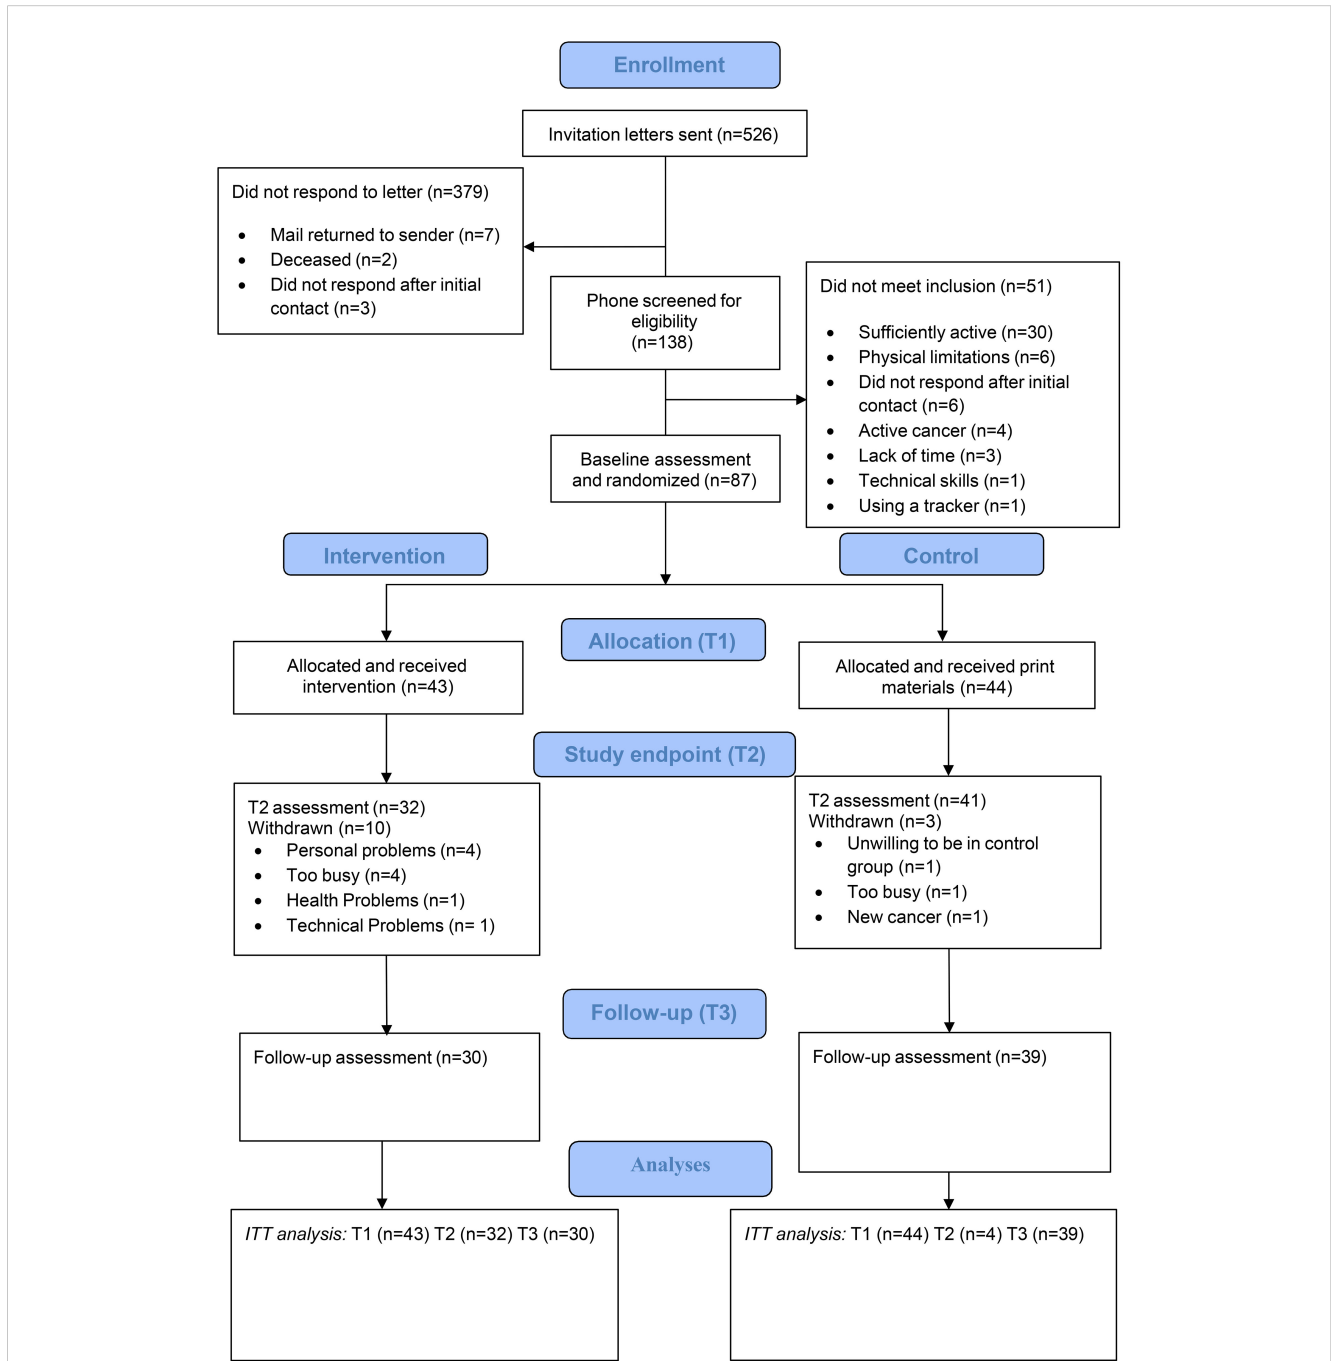 Enrollment
Invitation letters sent (n=526)
Did not respond to letter (n=379)
• Mail returned to sender (n=7)
• Deceased (n=2)
• Did not respond after initial
contact (n=3)
Phone screened for
eligibility
(n=138)
Did not meet inclusion (n=51)
• Sufficiently active (n=30)
• Physical limitations (n=6)
• Did not respond after initial
contact (n=6)
• Active cancer (n=4)
• Lack of time (n=3)
• Technical skills (n=1)
• Using a tracker (n=1)
Baseline assessment
and randomized (n=87)
Intervention
Control
Allocation (T1)
Allocated and received
intervention (n=43)
Allocated and received print
materials (n=44)
Study endpoint (T2)
T2 assessment (n=32)
Withdrawn (n=10)
• Personal problems (n=4)
• Too busy (n=4)
• Health Problems (n=1)
• Technical Problems (n= 1)
T2 assessment (n=41)
Withdrawn (n=3)
• Unwilling to be in control
group (n=1)
• Too busy (n=1)
• New cancer (n=1)
Follow-up (T3)
Follow-up assessment (n=30)
Follow-up assessment (n=39)
Analyses
ITT analysis: T1 (n=43) T2 (n=32) T3 (n=30)
ITT analysis: T1 (n=44) T2 (n=4) T3 (n=39)